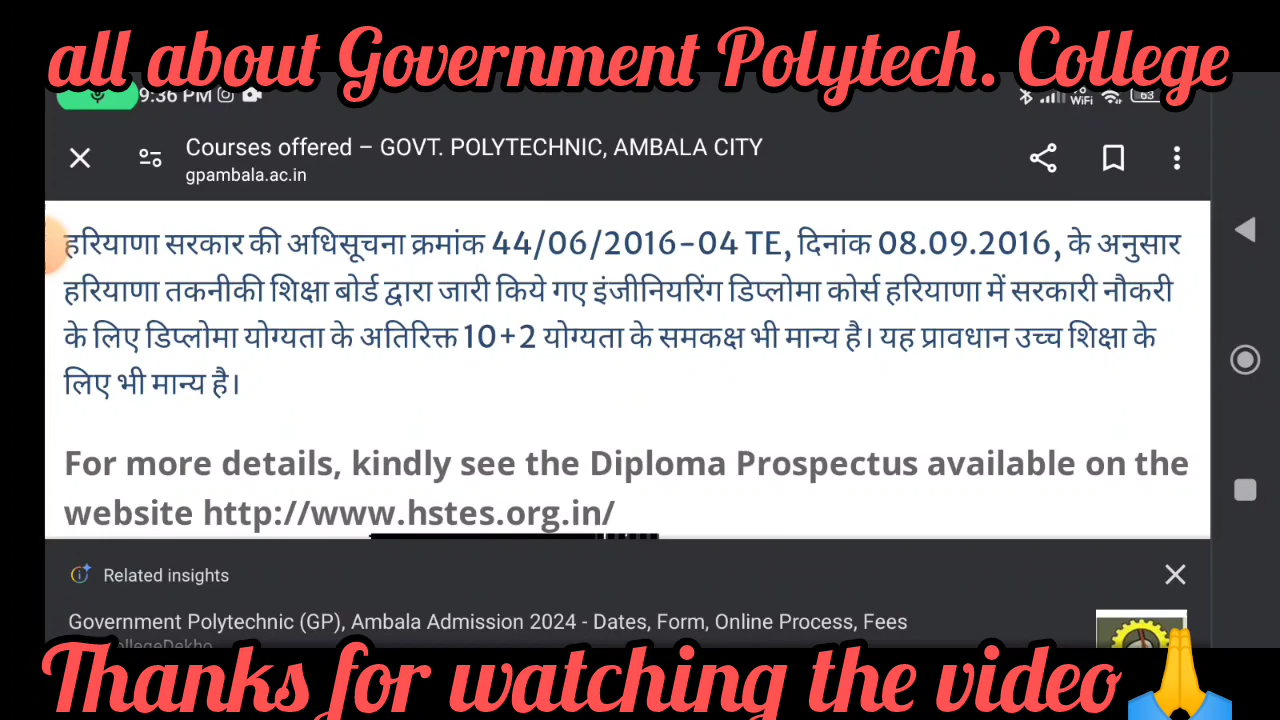 all about Government Polytech. College
9:36 PM
WiFi
63
Courses offered – GOVT. POLYTECHNIC, AMBALA CITY
gpambala.ac.in
हरियाणा सरकार की अधिसूचना क्रमांक 44/06/2016-04 TE, दिनांक 08.09.2016, के अनुसार
हरियाणा तकनीकी शिक्षा बोर्ड द्वारा जारी किये गए इंजीनियरिंग डिप्लोमा कोर्स हरियाणा में सरकारी नौकरी
के लिए डिप्लोमा योग्यता के अतिरिक्त 10+2 योग्यता के समकक्ष भी मान्य है। यह प्रावधान उच्च शिक्षा के
लिए भी मान्य है।
For more details, kindly see the Diploma Prospectus available on the
website http://www.hstes.org.in/
Related insights
Government Polytechnic (GP), Ambala Admission 2024 - Dates, Form, Online Process, Fees
Thanks for watching the video🙏